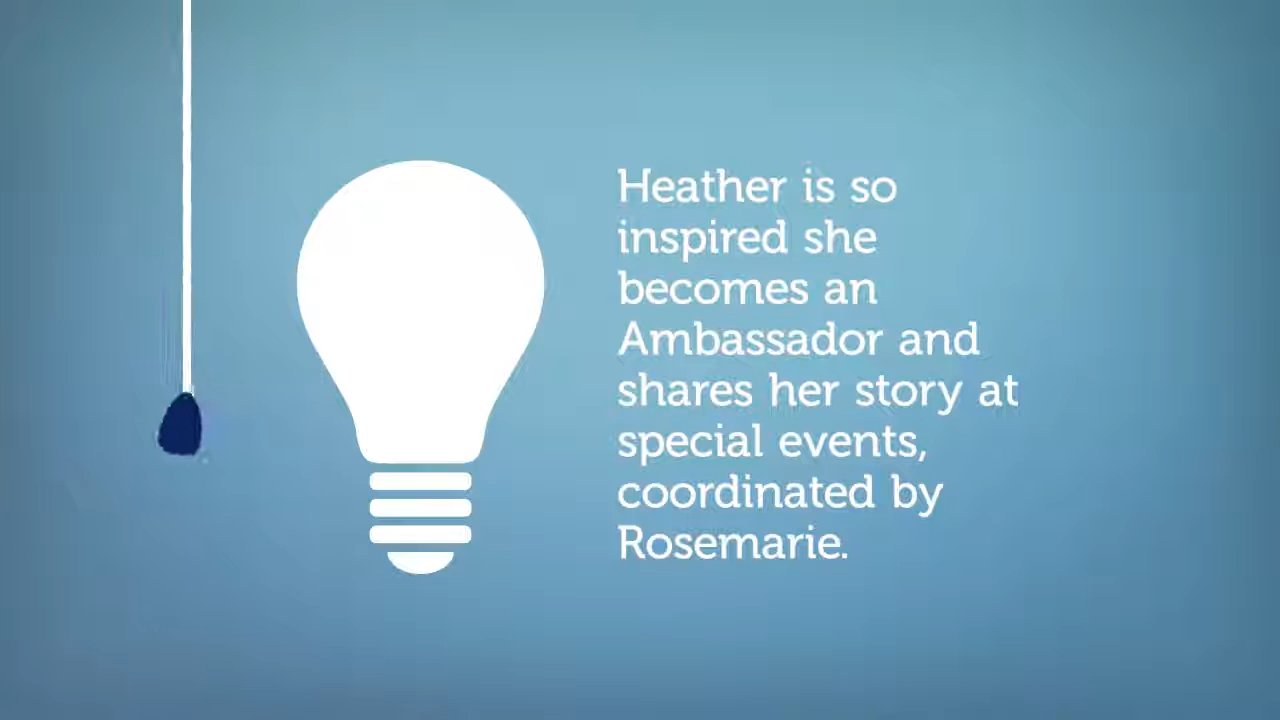 Heather is so
inspired she
becomes an
Ambassador and
shares her story at
special events,
coordinated by
Rosemarie.